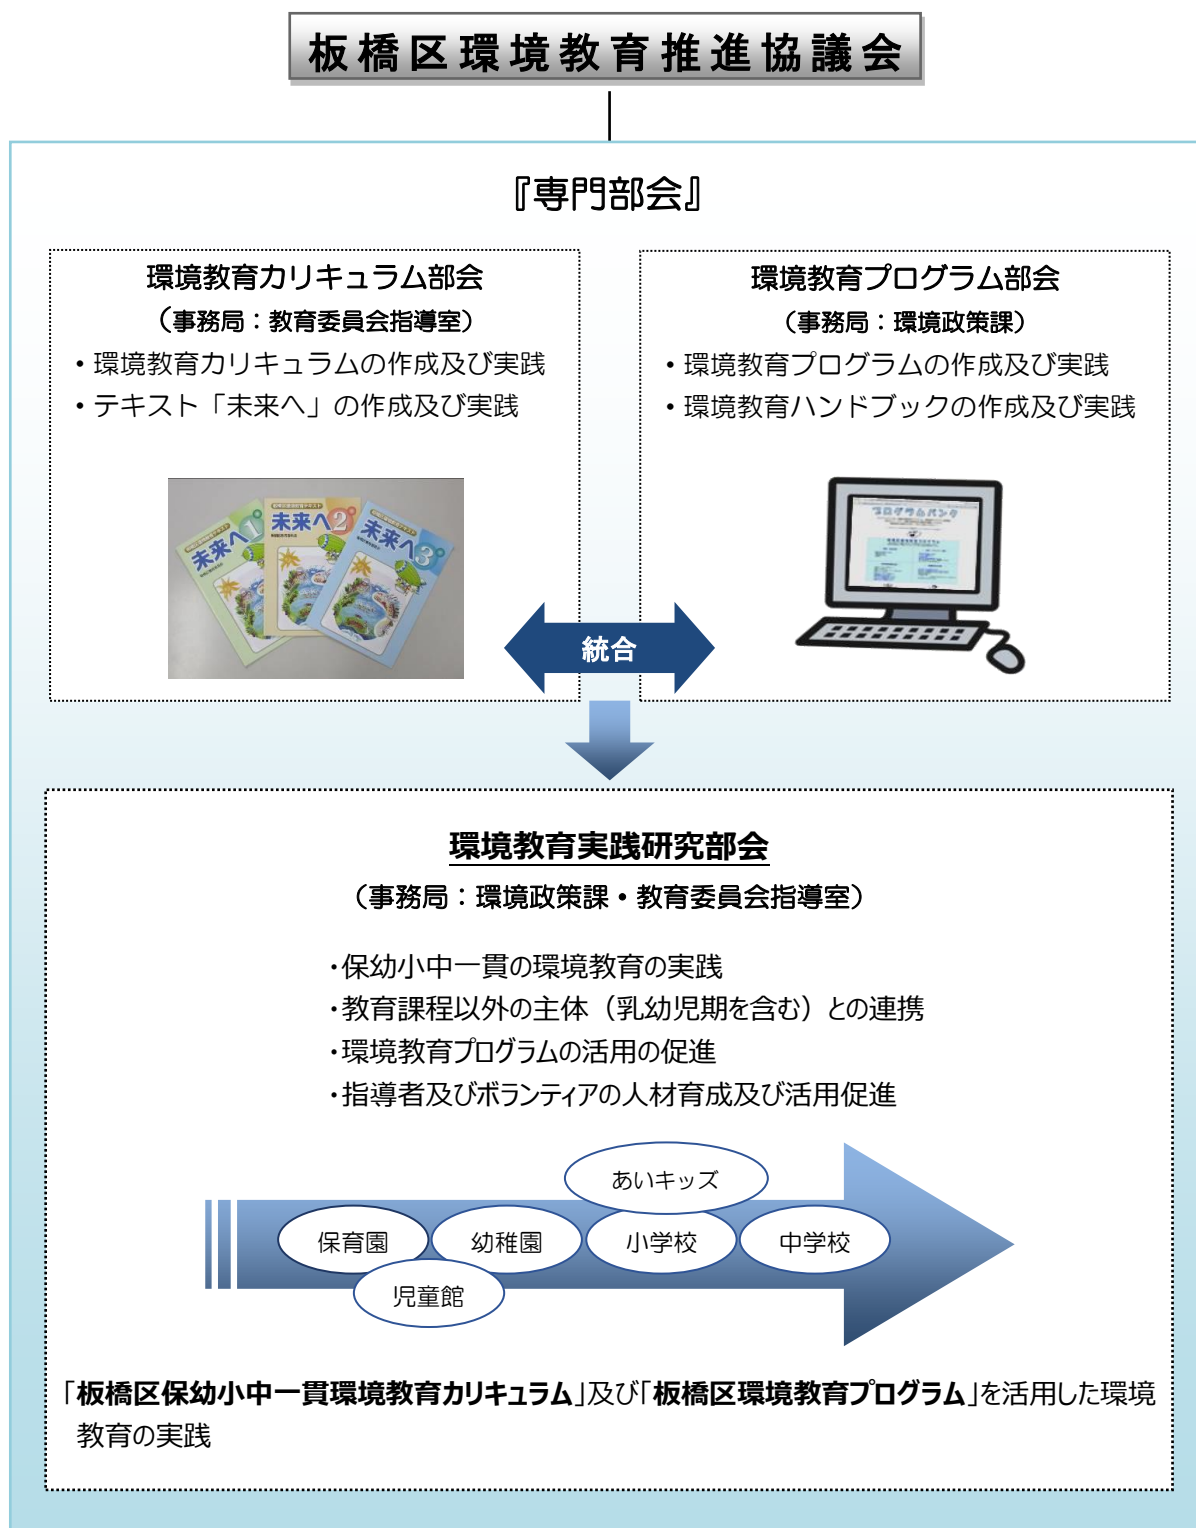 板橋区環境教育推進協議会
『専門部会』
環境教育カリキュラム部会
（事務局：教育委員会指導室）
・環境教育カリキュラムの作成及び実践
・テキスト「未来へ」の作成及び実践
環境教育プログラム部会
（事務局：環境政策課）
・環境教育プログラムの作成及び実践
・環境教育ハンドブックの作成及び実践
未来へ1
未来へ2
未来へ3
プログラムバンク
統合
環境教育実践研究部会
（事務局：環境政策課・教育委員会指導室）
・保幼小中一貫の環境教育の実践
・教育課程以外の主体（乳幼児期を含む）との連携
・環境教育プログラムの活用の促進
・指導者及びボランティアの人材育成及び活用促進
あいキッズ
保育園
幼稚園
小学校
中学校
児童館
「板橋区保幼小中一貫環境教育カリキュラム」及び「板橋区環境教育プログラム」を活用した環境
教育の実践